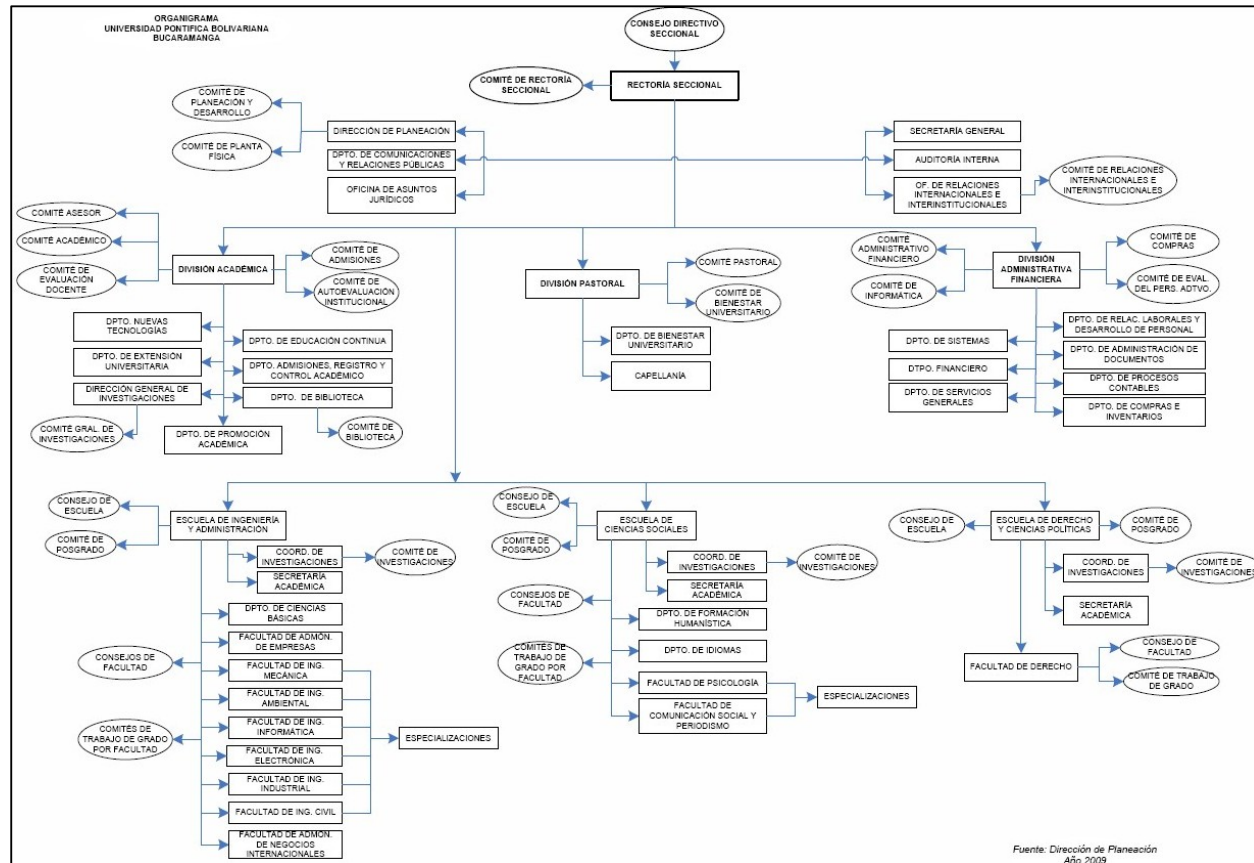 ORGANIGRAMA
UNIVERSIDAD PONTIFICA BOLIVARIANA
BUCARAMANGA
CONSEJO DIRECTIVO
SECCIONAL
COMITÉ DE RECTORÍA
SECCIONAL
RECTORÍA SECCIONAL
COMITÉ DE
PLANEACIÓN Y
DESARROLLO
COMITÉ DE PLANTA
FÍSICA
DIRECCIÓN DE PLANEACIÓN
DPTO. DE COMUNICACIONES
Y RELACIONES PÚBLICAS
OFICINA DE ASUNTOS
JURÍDICOS
SECRETARÍA GENERAL
AUDITORÍA INTERNA
OF. DE RELACIONES
INTERNACIONALES E
INTERINSTITUCIONALES
COMITÉ DE RELACIONES
INTERNACIONALES E
INTERINSTITUCIONALES
COMITÉ ASESOR
COMITÉ ACADÉMICO
COMITÉ DE
EVALUACIÓN
DOCENTE
DIVISIÓN ACADÉMICA
COMITÉ DE
ADMISIONES
COMITÉ DE
AUTOEVALUACIÓN
INSTITUCIONAL
DIVISIÓN PASTORAL
COMITÉ PASTORAL
COMITÉ DE
BIENESTAR
UNIVERSITARIO
COMITÉ
ADMINISTRATIVO
FINANCIERO
COMITÉ DE
INFORMÁTICA
DIVISIÓN
ADMINISTRATIVA
FINANCIERA
COMITÉ DE
COMPRAS
COMITÉ DE EVAL
DEL PERS. ADTVO.
DPTO. NUEVAS
TECNOLOGÍAS
DPTO. DE EXTENSIÓN
UNIVERSITARIA
DIRECCIÓN GENERAL DE
INVESTIGACIONES
COMITÉ GRAL. DE
INVESTIGACIONES
DPTO. DE EDUCACIÓN CONTINUA
DPTO. ADMISIONES, REGISTRO Y
CONTROL ACADÉMICO
DPTO. DE BIBLIOTECA
COMITÉ DE
BIBLIOTECA
DPTO. DE PROMOCIÓN
ACADÉMICA
DPTO. DE BIENESTAR
UNIVERSITARIO
CAPELLANÍA
DPTO. DE SISTEMAS
DTPO. FINANCIERO
DPTO. DE SERVICIOS
GENERALES
DPTO. DE RELAC. LABORALES Y
DESARROLLO DE PERSONAL
DPTO. DE ADMINISTRACIÓN DE
DOCUMENTOS
DPTO. DE PROCESOS
CONTABLES
DPTO. DE COMPRAS E
INVENTARIOS
CONSEJO DE
ESCUELA
COMITÉ DE
POSGRADO
ESCUELA DE INGENIERÍA
Y ADMINISTRACIÓN
COORD. DE
INVESTIGACIONES
COMITÉ DE
INVESTIGACIONES
SECRETARÍA
ACADÉMICA
DPTO. DE CIENCIAS
BÁSICAS
FACULTAD DE ADMÓN.
DE EMPRESAS
CONSEJOS DE
FACULTAD
FACULTAD DE ING.
MECÁNICA
FACULTAD DE ING.
AMBIENTAL
COMITÉS DE
TRABAJO DE GRADO
POR FACULTAD
FACULTAD DE ING.
INFORMÁTICA
ESPECIALIZACIONES
FACULTAD DE ING.
ELECTRÓNICA
FACULTAD DE ING.
INDUSTRIAL
FACULTAD DE ING. CIVIL
FACULTAD DE ADMÓN.
DE NEGOCIOS
INTERNACIONALES
CONSEJO DE
ESCUELA
COMITÉ DE
POSGRADO
ESCUELA DE
CIENCIAS SOCIALES
COORD. DE
INVESTIGACIONES
COMITÉ DE
INVESTIGACIONES
SECRETARÍA
ACADÉMICA
CONSEJOS DE
FACULTAD
DPTO. DE FORMACIÓN
HUMANÍSTICA
COMITÉS DE
TRABAJO DE
GRADO POR
FACULTAD
DPTO. DE IDIOMAS
FACULTAD DE PSICOLOGÍA
ESPECIALIZACIONES
FACULTAD DE
COMUNICACIÓN SOCIAL Y
PERIODISMO
CONSEJO DE
ESCUELA
ESCUELA DE DERECHO
Y CIENCIAS POLÍTICAS
COMITÉ DE
POSGRADO
COORD. DE
INVESTIGACIONES
COMITÉ DE
INVESTIGACIONES
SECRETARÍA
ACADÉMICA
FACULTAD DE DERECHO
CONSEJO DE
FACULTAD
COMITÉ DE TRABAJO
DE GRADO
Fuente: Dirección de Planeación
Año 2009